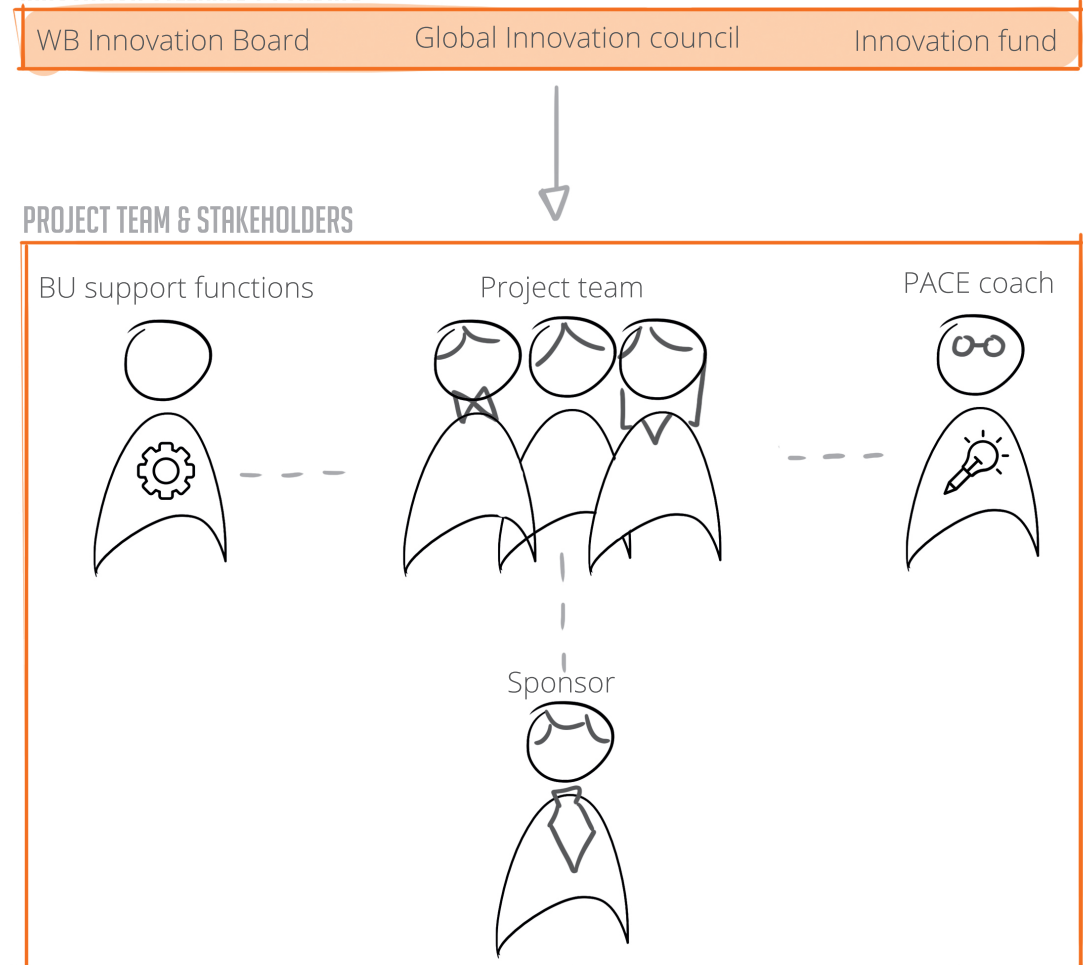 WB Innovation Board Global Innovation council Innovation fund
PROJECT TEAM & STAKEHOLDERS
BU support functions Project team PACE coach
Sponsor